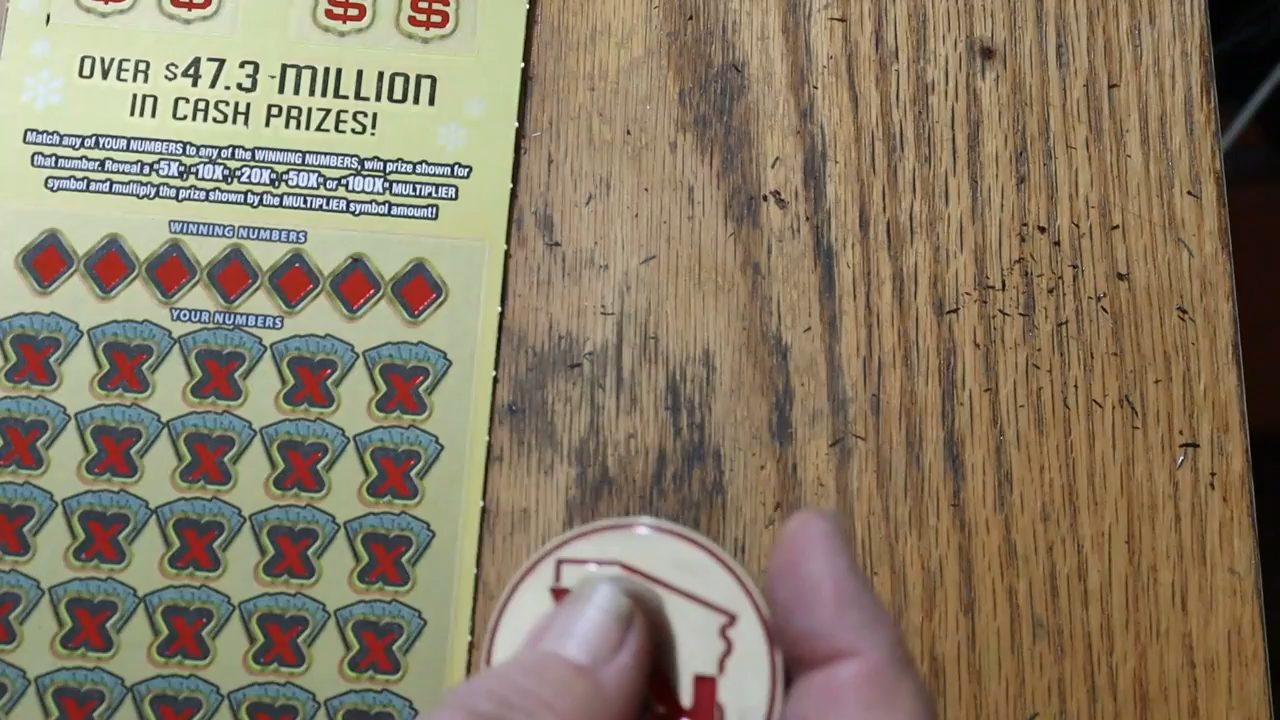 $ $ $ $
OVER $47.3 MILLION
IN CASH PRIZES!
Match any of YOUR NUMBERS to any of the WINNING NUMBERS, win prize shown for
that number. Reveal a "5X", "10X", "20X", "50X" or "100X" MULTIPLIER
symbol and multiply the prize shown by the MULTIPLIER symbol amount!
WINNING NUMBERS
YOUR NUMBERS
X X X X X
X X X X X
X X X X X
X X X X X
X X X X